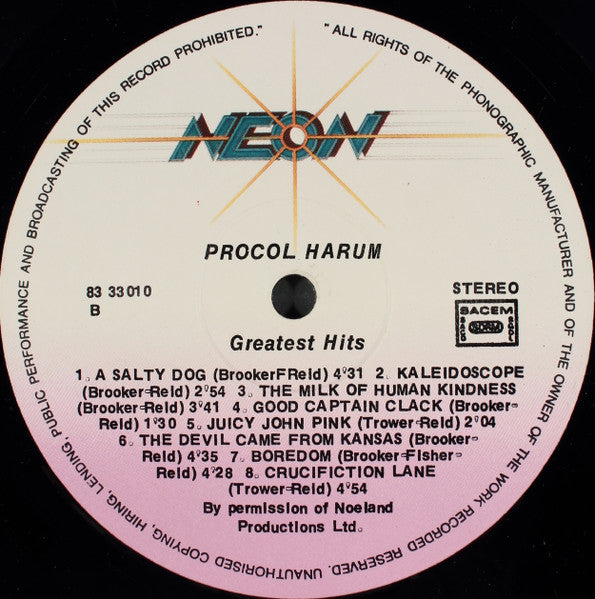 "ALL RIGHTS OF THE PHONOGRAPHIC MANUFACTURER AND OF THE OWNER OF THE WORK RECORDED RESERVED. UNAUTHORISED COPYING, HIRING, LENDING, PUBLIC PERFORMANCE AND BROADCASTING OF THIS RECORD PROHIBITED."
NEON
PROCOL HARUM
83 33010
B
STEREO
SACEM
Greatest Hits
1. A SALTY DOG (BrookerFReid) 4'31 2. KALEIDOSCOPE
(Brooker=Reid) 2'54 3. THE MILK OF HUMAN KINDNESS
(Brooker=Reid) 3'41 4. GOOD CAPTAIN CLACK (Brooker=
Reid) 1'30 5. JUICY JOHN PINK (Trower=Reid) 2'04
6. THE DEVIL CAME FROM KANSAS (Brooker-
Reid) 4'35 7. BOREDOM (Brooker=Fisher-
Reid) 4'28 8. CRUCIFICTION LANE
(Trower=Reid) 4'54
By permission of Noeland
Productions Ltd.